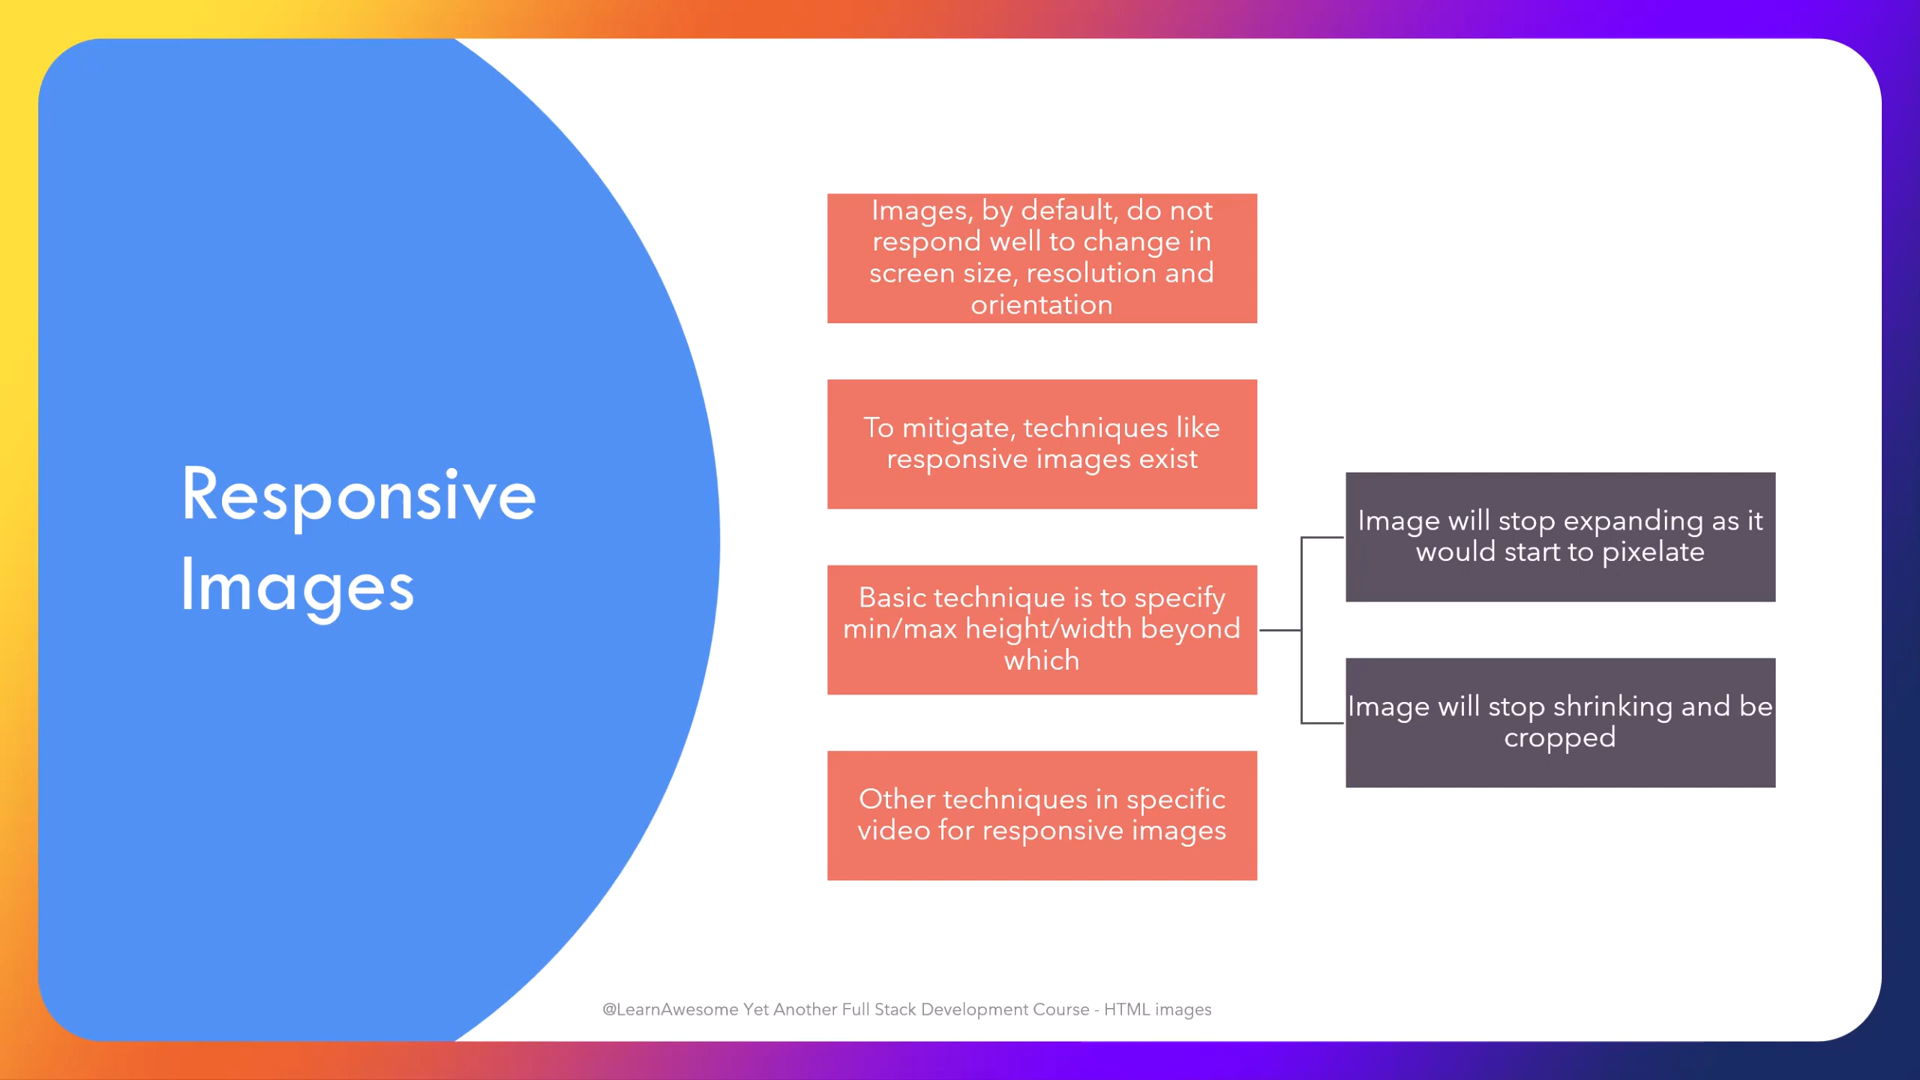 Responsive
Images
Images, by default, do not
respond well to change in
screen size, resolution and
orientation
To mitigate, techniques like
responsive images exist
Basic technique is to specify
min/max height/width beyond
which
Image will stop expanding as it
would start to pixelate
Image will stop shrinking and be
cropped
Other techniques in specific
video for responsive images
@LearnAwesome Yet Another Full Stack Development Course - HTML images